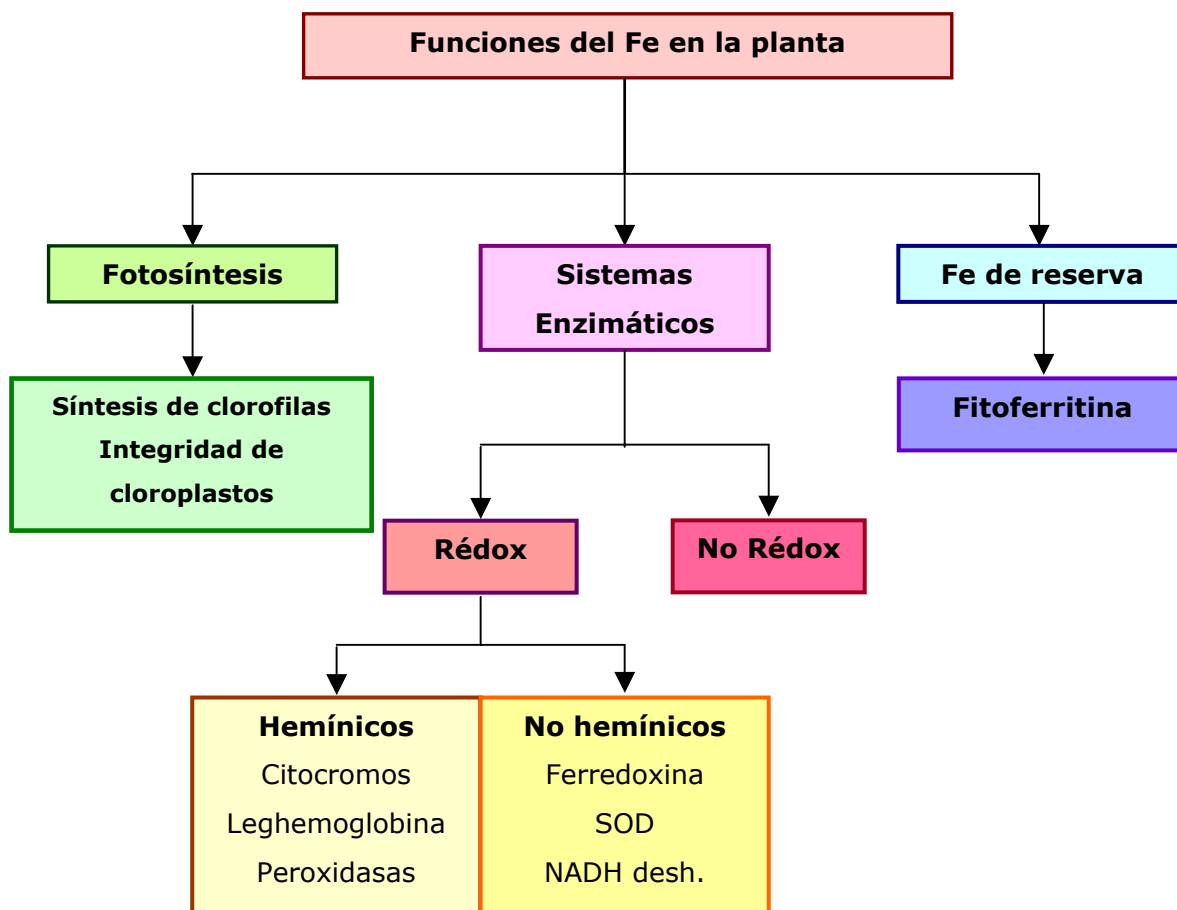 Funciones del Fe en la planta
Fotosíntesis
Sistemas
Enzimáticos
Fe de reserva
Síntesis de clorofilas
Integridad de
cloroplastos
Fitoferritina
Rédox
No Rédox
Hemínicos
Citocromos
Leghemoglobina
Peroxidasas
No hemínicos
Ferredoxina
SOD
NADH desh.